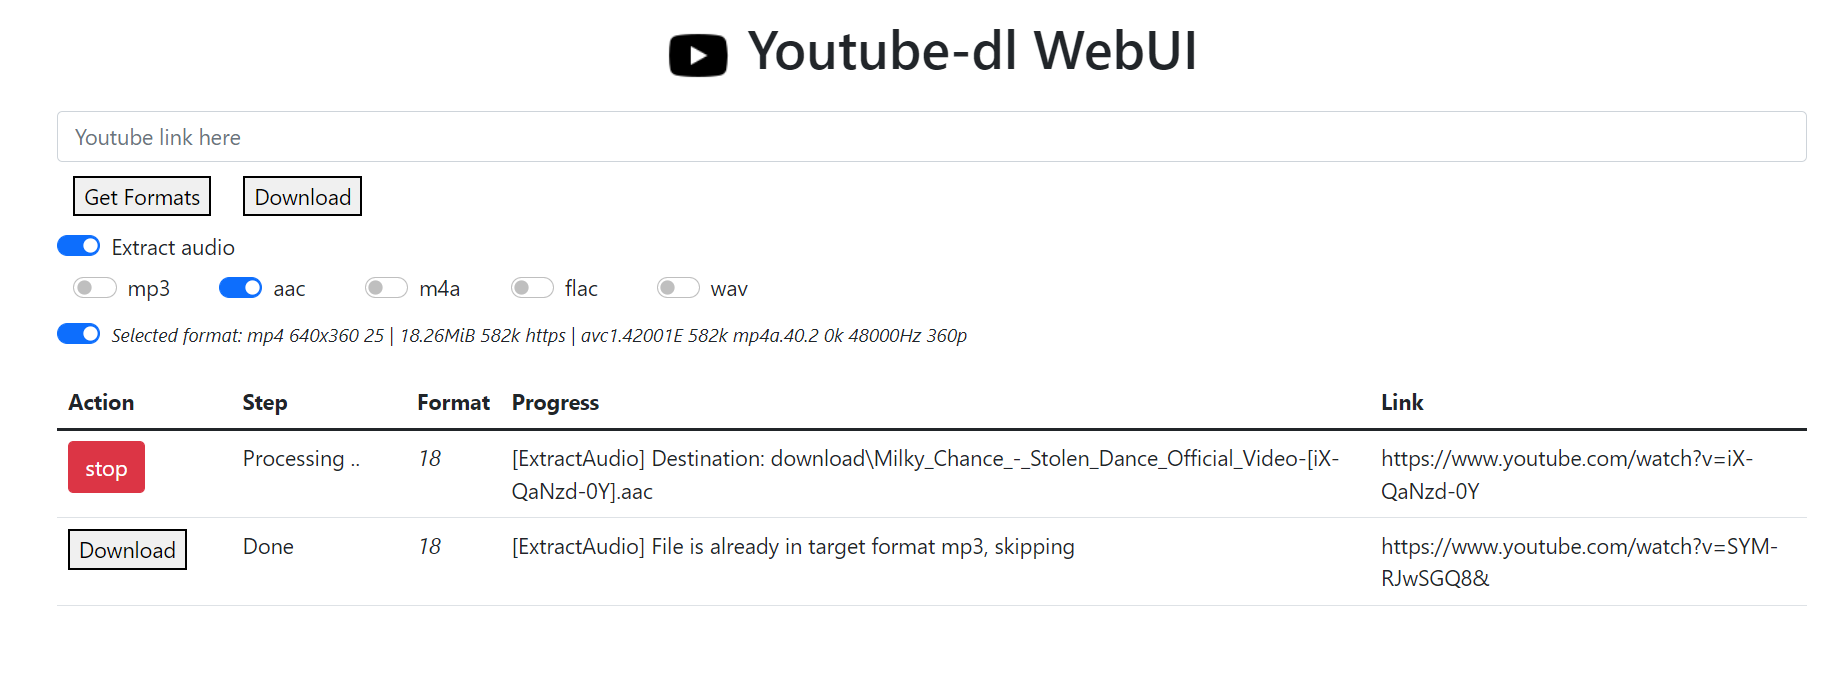 Youtube-dl WebUI
Youtube link here
Get Formats Download
Extract audio
mp3 aac m4a flac wav
Selected format: mp4 640x360 25 | 18.26MiB 582k https | avc1.42001E 582k mp4a.40.2 0k 48000Hz 360p
Action Step Format Progress Link
stop Processing .. 18 [ExtractAudio] Destination: download\Milky_Chance_-_Stolen_Dance_Official_Video-[iX- https://www.youtube.com/watch?v=iX-
QaNzd-0Y].aac QaNzd-0Y
Download Done 18 [ExtractAudio] File is already in target format mp3, skipping https://www.youtube.com/watch?v=SYM-
RJwSGQ8&